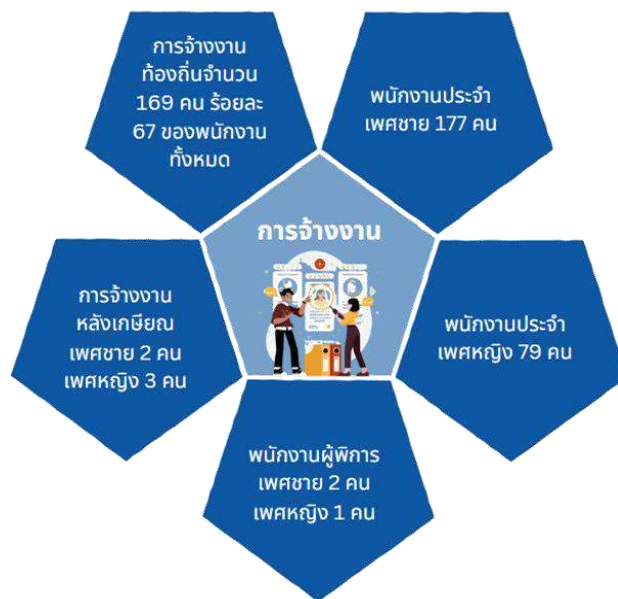 การจ้างงาน
ท้องถิ่นจำนวน
169 คน ร้อยละ
67 ของพนักงาน
ทั้งหมด
พนักงานประจำ
เพศชาย 177 คน
การจ้างงาน
การจ้างงาน
หลังเกษียณ
เพศชาย 2 คน
เพศหญิง 3 คน
พนักงานประจำ
เพศหญิง 79 คน
พนักงานผู้พิการ
เพศชาย 2 คน
เพศหญิง 1 คน